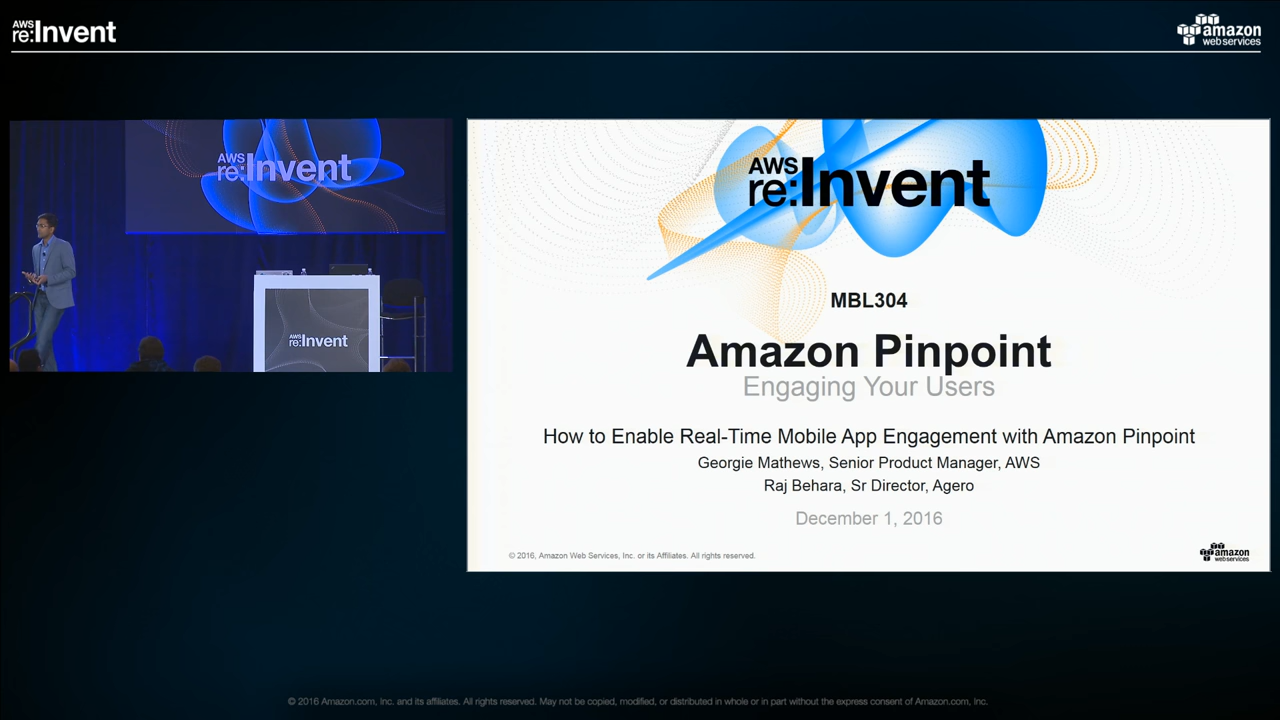 AWS
re:Invent
amazon
webservices
AWS
re:Invent
AWS
re:Invent
AWS
re:Invent
MBL304
Amazon Pinpoint
Engaging Your Users
How to Enable Real-Time Mobile App Engagement with Amazon Pinpoint
Georgie Mathews, Senior Product Manager, AWS
Raj Behara, Sr Director, Agero
December 1, 2016
© 2016, Amazon Web Services, Inc. or its Affiliates. All rights reserved.
amazon
webservices
© 2016 Amazon.com, Inc. and its affiliates. All rights reserved. May not be copied, modified, or distributed in whole or in part without the express consent of Amazon.com, Inc.